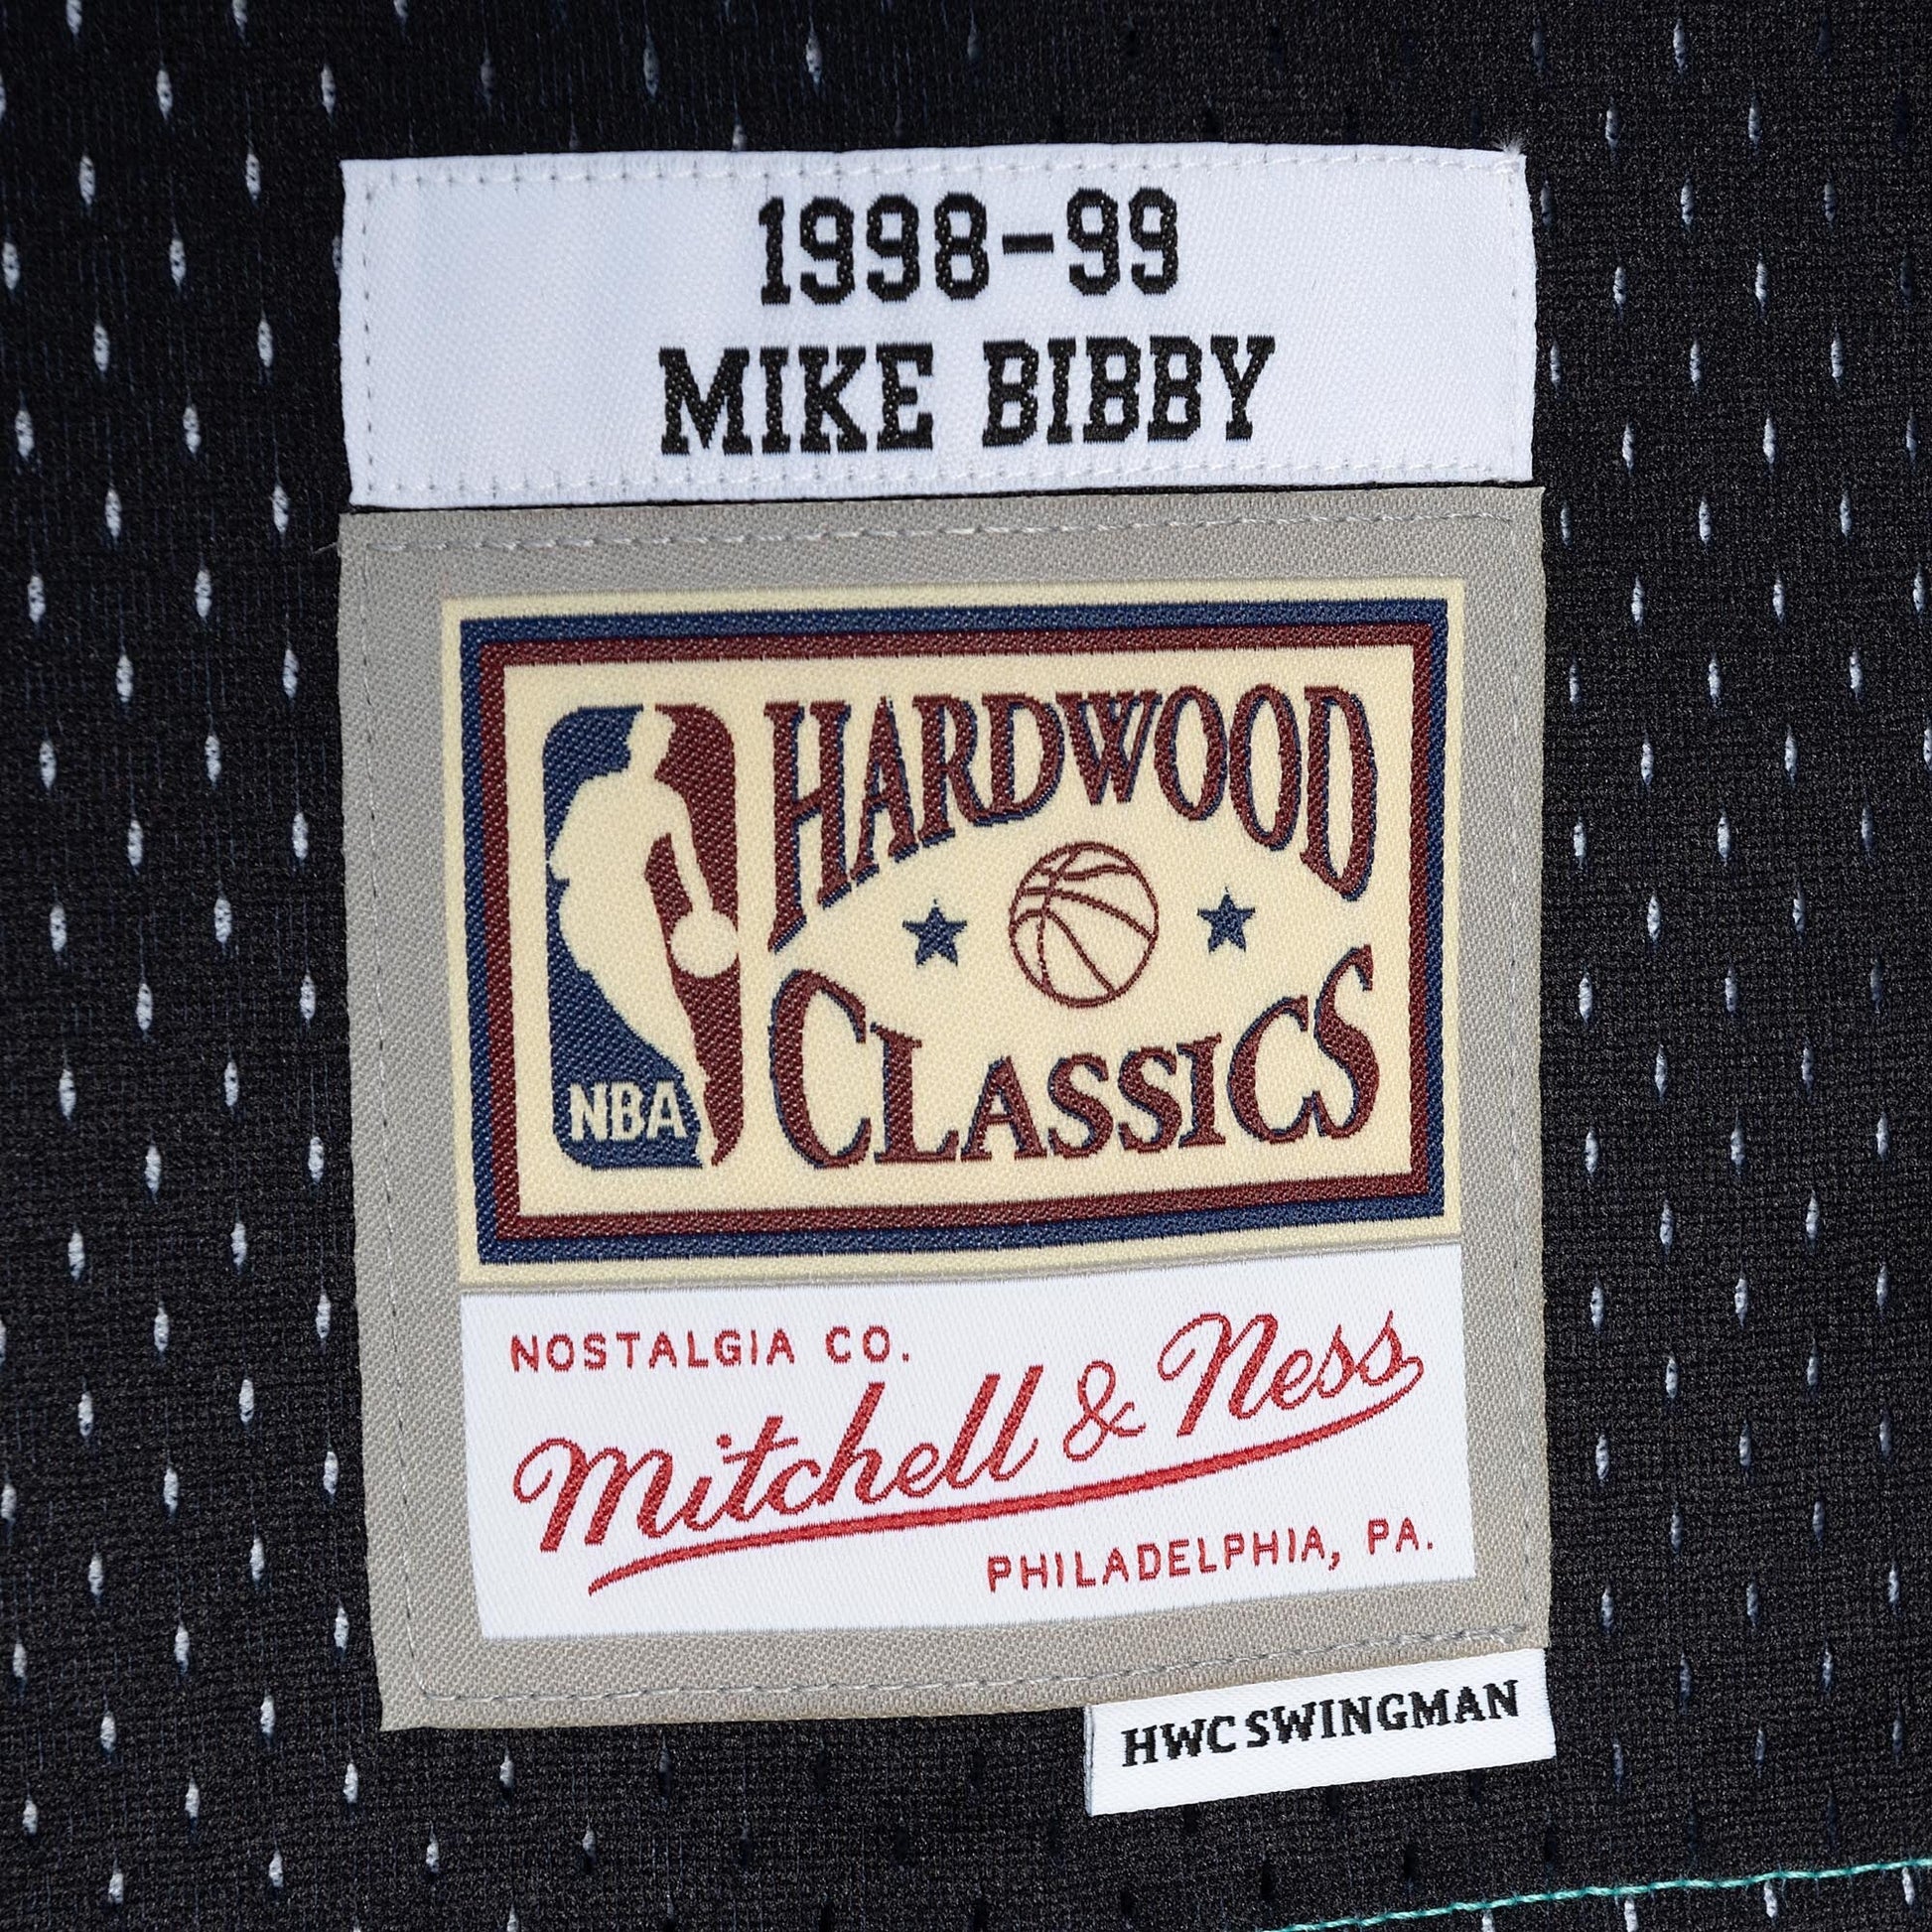 1998-99
MIKE BIBBY
HARDWOOD
CLASSICS
NBA
NOSTALGIA CO.
Mitchell & Ness
PHILADELPHIA, PA.
HWC SWINGMAN